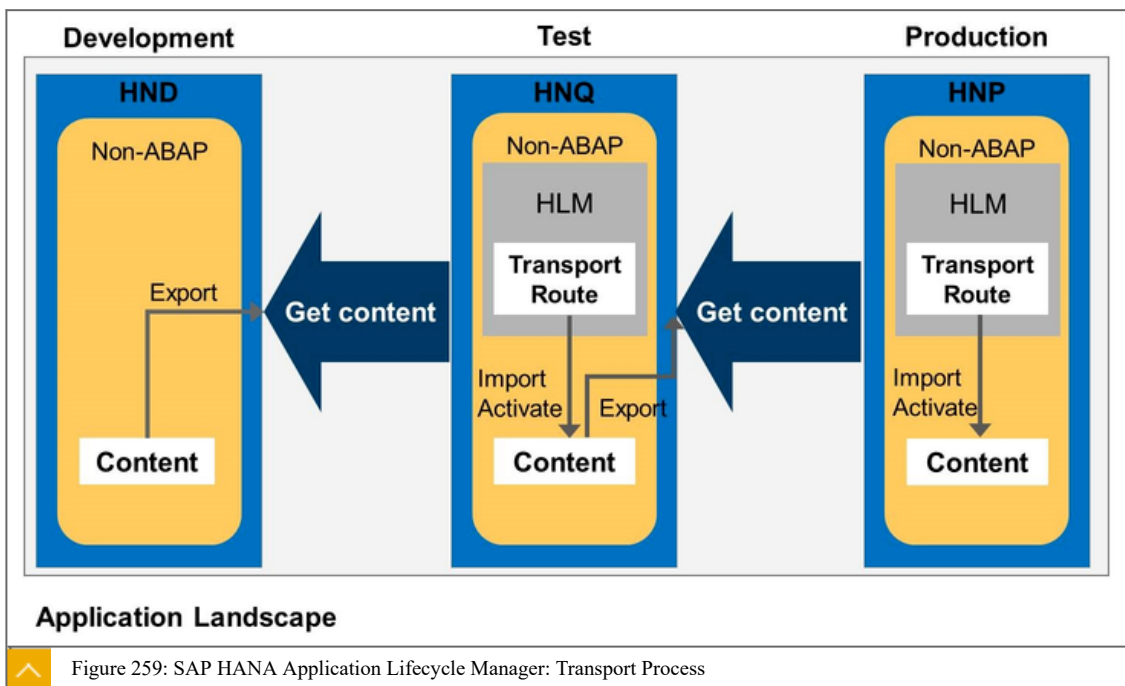 Development
Test
Production
HND
HNQ
HNP
Non-ABAP
Non-ABAP
Non-ABAP
HLM
HLM
Transport
Route
Transport
Route
Export
Get content
Get content
Import
Activate
Export
Import
Activate
Content
Content
Content
Application Landscape
Figure 259: SAP HANA Application Lifecycle Manager: Transport Process